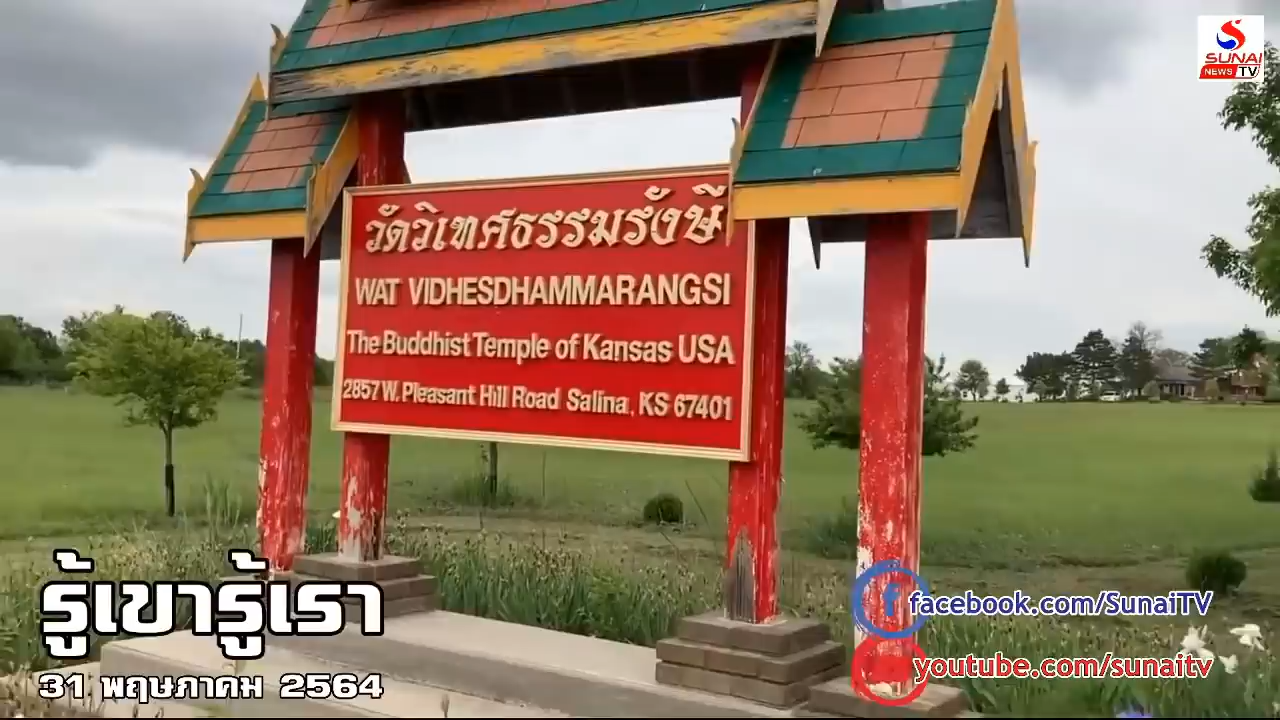 SUNAI
NEWS TV
วัดวิเทศธรรมรังษี
WAT VIDHESDHAMMARANGSI
The Buddhist Temple of Kansas USA
2857 W. Pleasant Hill Road Salina, KS 67401
รู้เขารู้เรา
31 พฤษภาคม 2564
f facebook.com/SunaiTV
youtube.com/sunaitv